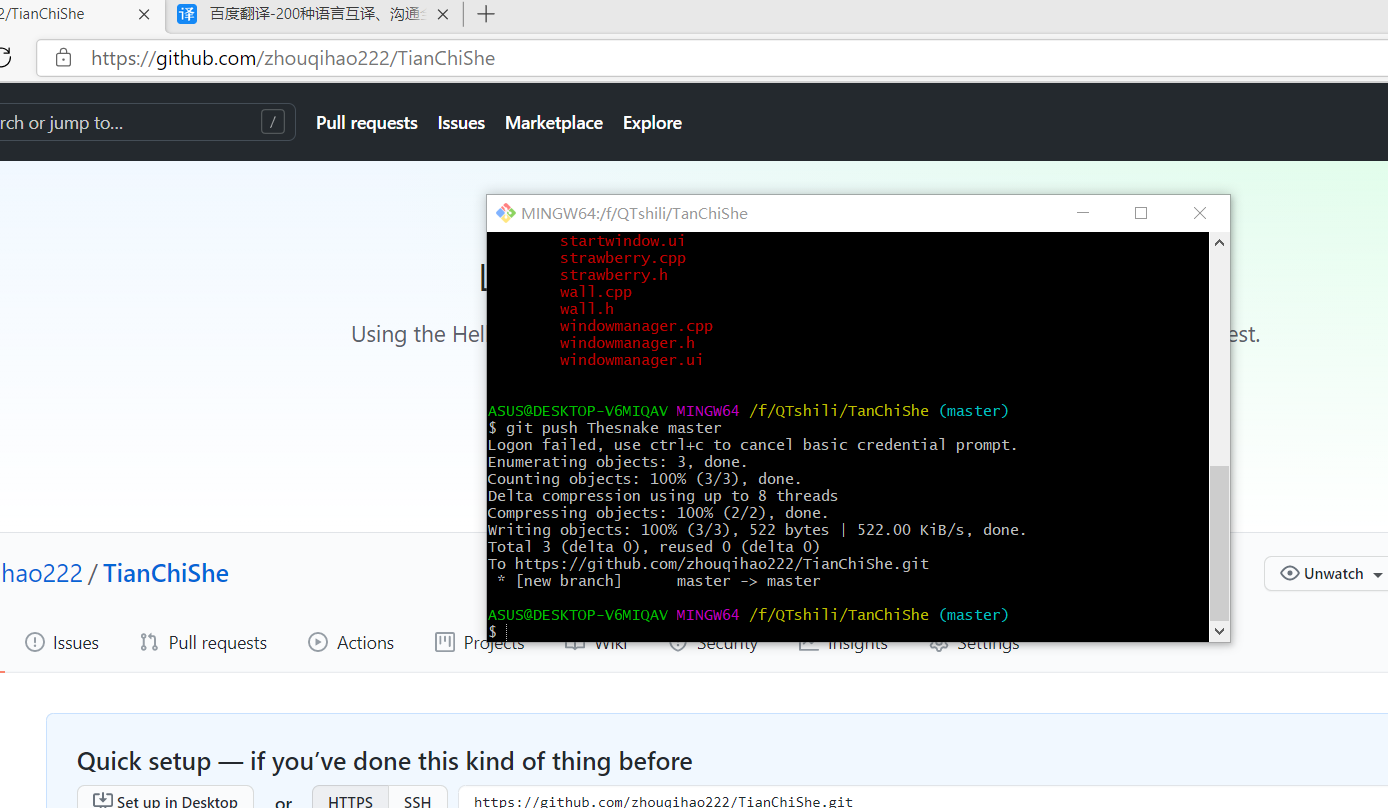 2/TianChiShe
译 百度翻译-200种语言互译、沟通
https://github.com/zhouqihao222/TianChiShe
rch or jump to... /
Pull requests Issues Marketplace Explore
MINGW64:/f/QTshili/TanChiShe
startwindow.ui
strawberry.cpp
strawberry.h
wall.cpp
wall.h
windowmanager.cpp
windowmanager.h
windowmanager.ui
Using the Hel
est.
ASUS@DESKTOP-V6MIQAV MINGW64 /f/QTshili/TanChiShe (master)
$ git push Thesnake master
Logon failed, use ctrl+c to cancel basic credential prompt.
Enumerating objects: 3, done.
Counting objects: 100% (3/3), done.
Delta compression using up to 8 threads
Compressing objects: 100% (2/2), done.
Writing objects: 100% (3/3), 522 bytes | 522.00 KiB/s, done.
Total 3 (delta 0), reused 0 (delta 0)
To https://github.com/zhouqihao222/TianChiShe.git
* [new branch] master -> master
ASUS@DESKTOP-V6MIQAV MINGW64 /f/QTshili/TanChiShe (master)
$
hao222 / TianChiShe
Unwatch
Issues Pull requests Actions Projects Wiki Security Insights Settings
Quick setup — if you’ve done this kind of thing before
Set up in Desktop or HTTPS SSH https://github.com/zhouqihao222/TianChiShe.git